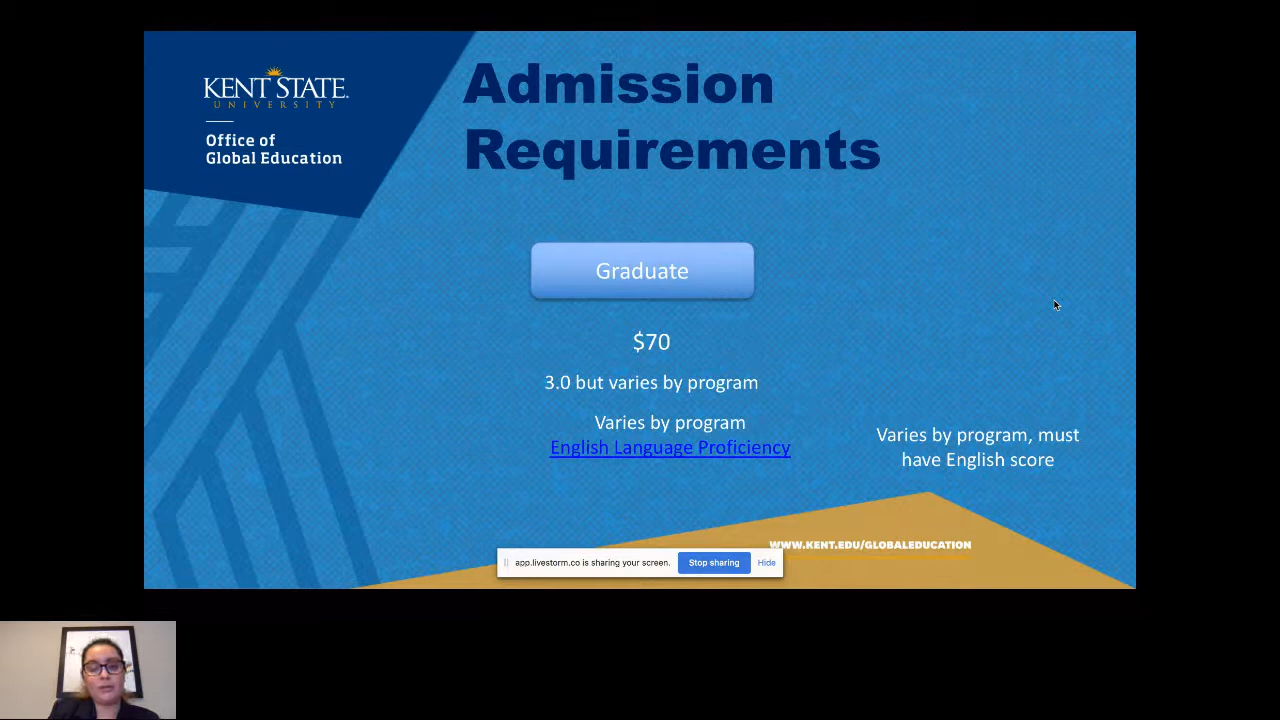 KENT STATE
UNIVERSITY
Office of
Global Education
Admission
Requirements
Graduate
$70
3.0 but varies by program
Varies by program
English Language Proficiency
Varies by program, must
have English score
WWW.KENT.EDU/GLOBALEDUCATION
app.livestorm.co is sharing your screen.
Stop sharing
Hide